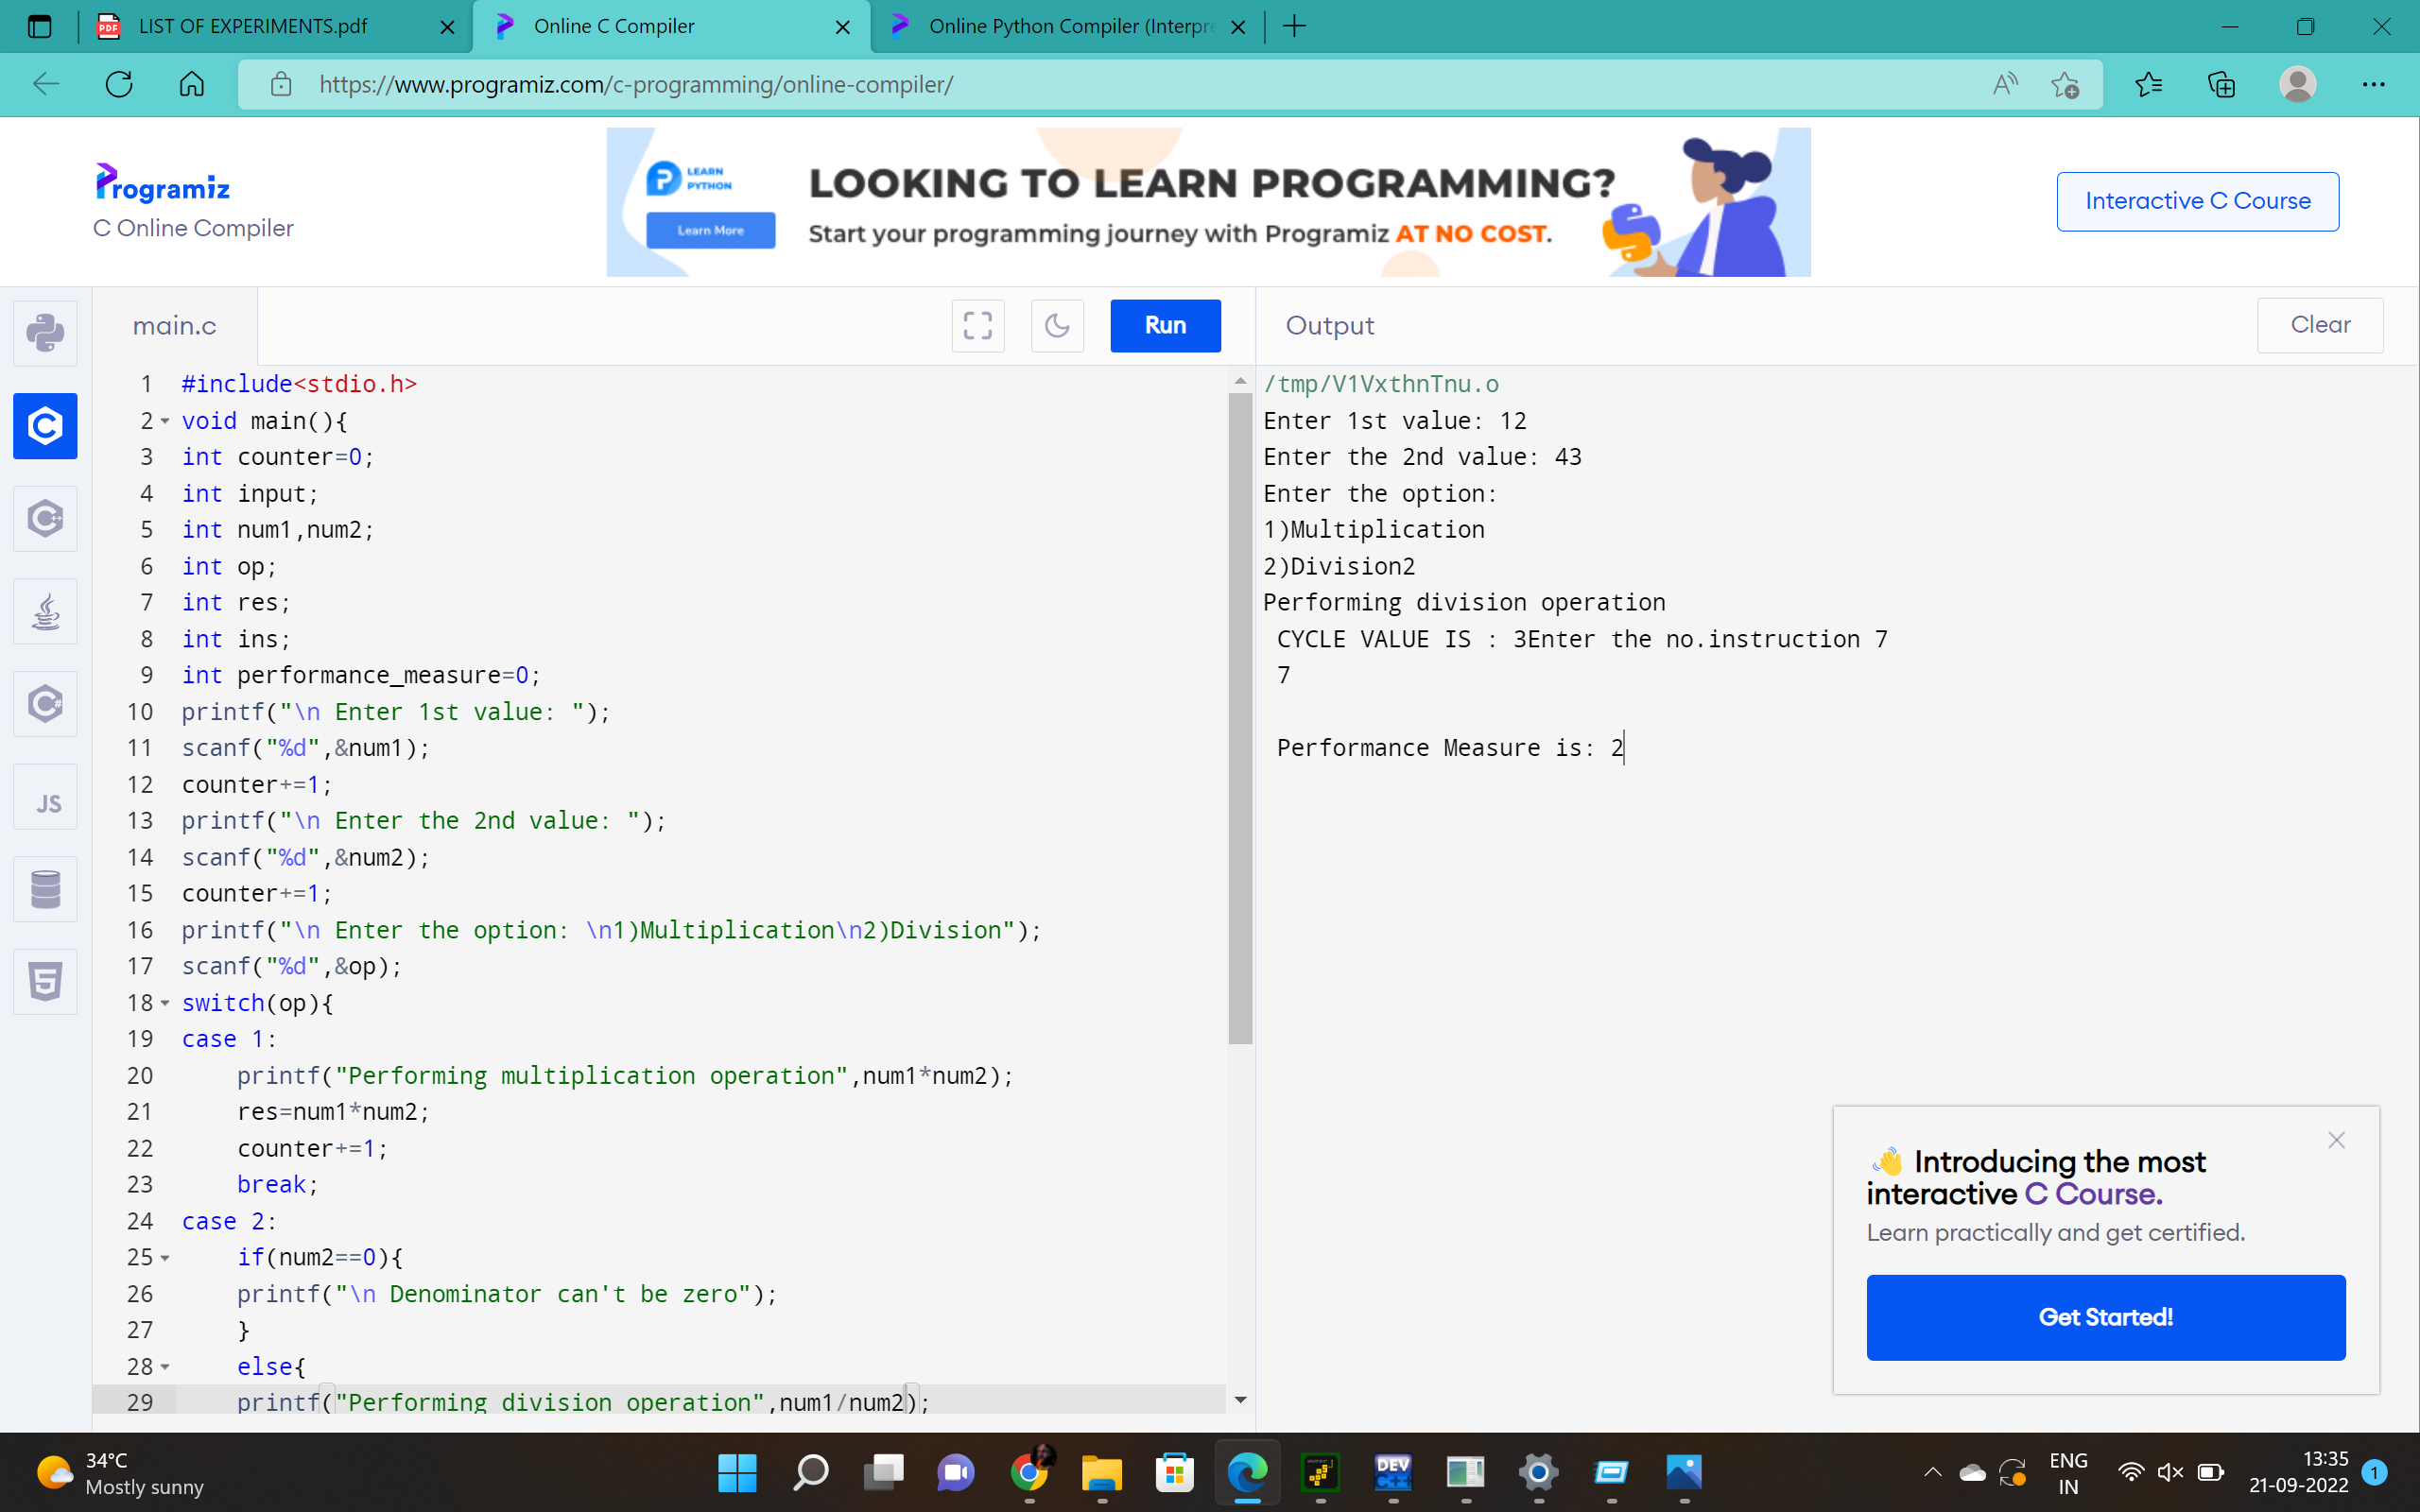 LIST OF EXPERIMENTS.pdf
Online C Compiler
Online Python Compiler (Interpre
https://www.programiz.com/c-programming/online-compiler/
Programiz
C Online Compiler
LEARN
PYTHON
Learn More
LOOKING TO LEARN PROGRAMMING?
Start your programming journey with Programiz AT NO COST.
Interactive C Course
main.c
Run
Output
Clear
1 #include<stdio.h>
2 void main(){
3 int counter=0;
4 int input;
5 int num1,num2;
6 int op;
7 int res;
8 int ins;
9 int performance_measure=0;
10 printf("\n Enter 1st value: ");
11 scanf("%d",&num1);
12 counter+=1;
13 printf("\n Enter the 2nd value: ");
14 scanf("%d",&num2);
15 counter+=1;
16 printf("\n Enter the option: \n1)Multiplication\n2)Division");
17 scanf("%d",&op);
18 switch(op){
19 case 1:
20     printf("Performing multiplication operation",num1*num2);
21     res=num1*num2;
22     counter+=1;
23     break;
24 case 2:
25     if(num2==0){
26     printf("\n Denominator can't be zero");
27     }
28     else{
29     printf("Performing division operation",num1/num2);
/tmp/V1VxthnTnu.o
Enter 1st value: 12
Enter the 2nd value: 43
Enter the option:
1)Multiplication
2)Division2
Performing division operation
CYCLE VALUE IS : 3Enter the no.instruction 7
7
Performance Measure is: 2
JS
👋 Introducing the most
interactive C Course.
Learn practically and get certified.
Get Started!
34°C
Mostly sunny
DEV
C++
ENG
IN
13:35
21-09-2022
1